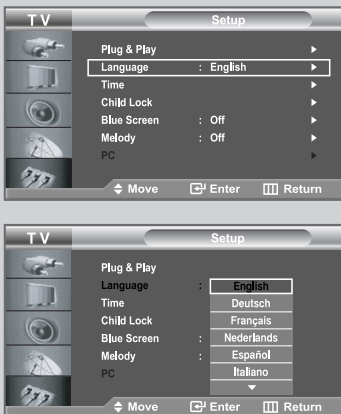 TV Setup
Plug & Play
Language : English
Time
Child Lock
Blue Screen : Off
Melody : Off
PC
Move Enter Return
TV Setup
Plug & Play
Language : English
Time Deutsch
Child Lock Français
Blue Screen : Nederlands
Melody : Español
PC Italiano
Move Enter Return